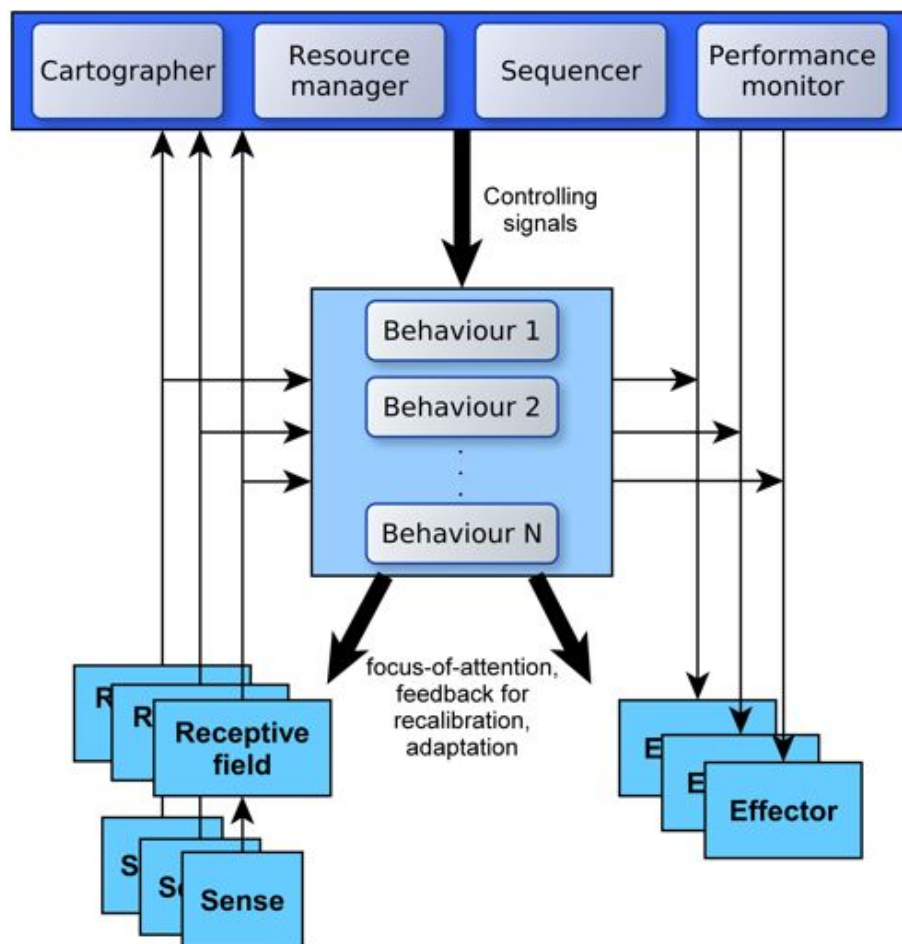 Cartographer
Resource
manager
Sequencer
Performance
monitor
Controlling
signals
Behaviour 1
Behaviour 2
Behaviour N
focus-of-attention,
feedback for
recalibration,
adaptation
R
R
Receptive
field
E
E
Effector
S
Se
Sense